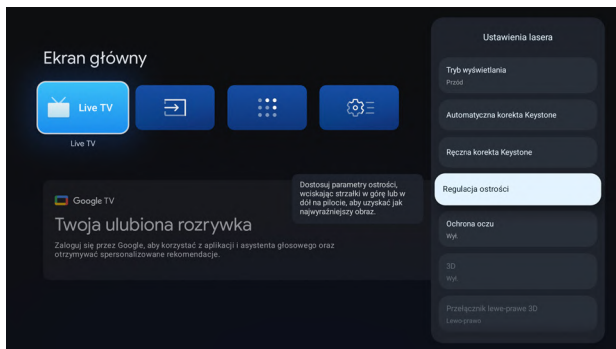 Ekran główny
Live TV
Live TV
Google TV
Twoja ulubiona rozrywka
Zaloguj się przez Google, aby korzystać z aplikacji i asystenta głosowego oraz
otrzymywać spersonalizowane rekomendacje.
Dostosuj parametry ostrości,
wciskając strzałki w górę lub w
dół na pilocie, aby uzyskać jak
najwyraźniejszy obraz.
Ustawienia lasera
Tryb wyświetlania
Przód
Automatyczna korekta Keystone
Ręczna korekta Keystone
Regulacja ostrości
Ochrona oczu
Wył.
3D
Wył.
Przełącznik lewe-prawe 3D
Lewo-prawo